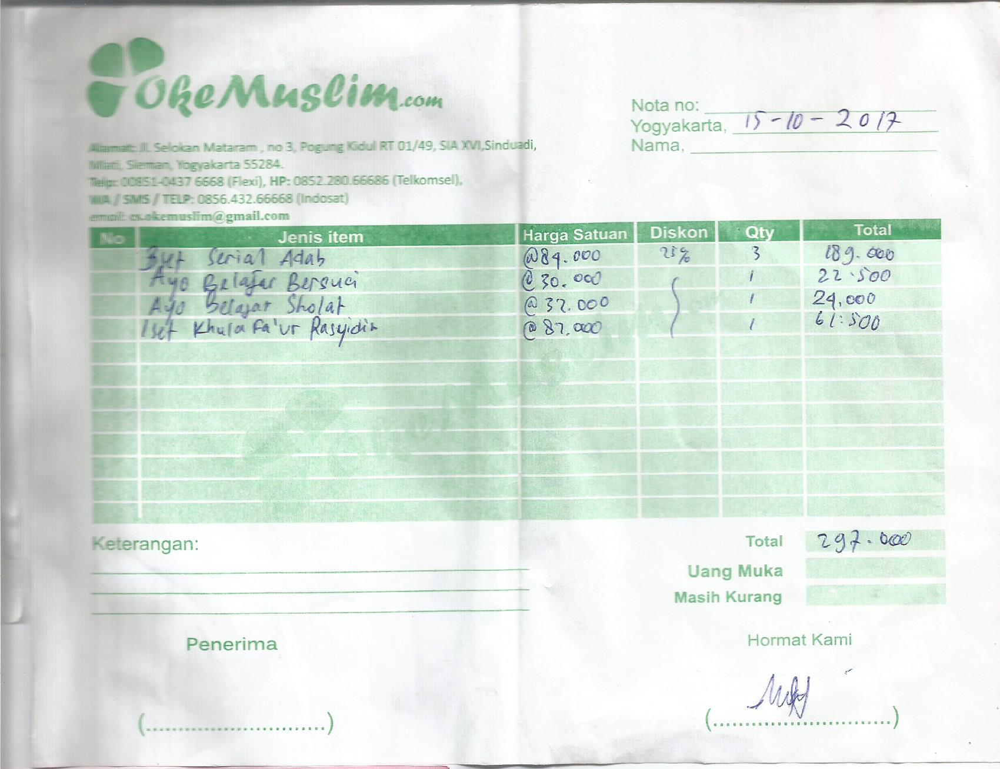 OkeMuslim.com
Nota no:
Yogyakarta, 15-10-2017
Nama,
Alamat: Jl. Selokan Mataram , no 3, Pogung Kidul RT 01/49, SIA XVI,Sinduadi,
Mlati, Sleman, Yogyakarta 55284.
Telp: 00851-0437 6668 (Flexi), HP: 0852.280.66686 (Telkomsel),
WA / SMS / TELP: 0856.432.66668 (Indosat)
email: cs.okemuslim@gmail.com
No Jenis item Harga Satuan Diskon Qty Total
3 set Serial Adab @84.000 25% 3 189.000
Ayo Belajar Bersuci @30.000 1 22.500
Ayo Belajar Sholat @32.000 1 24.000
1 set Khulafa'ur Rasyidin @82.000 1 61.500
Total 297.000
Keterangan:
Uang Muka
Masih Kurang
Penerima Hormat Kami
(............................) (............................)